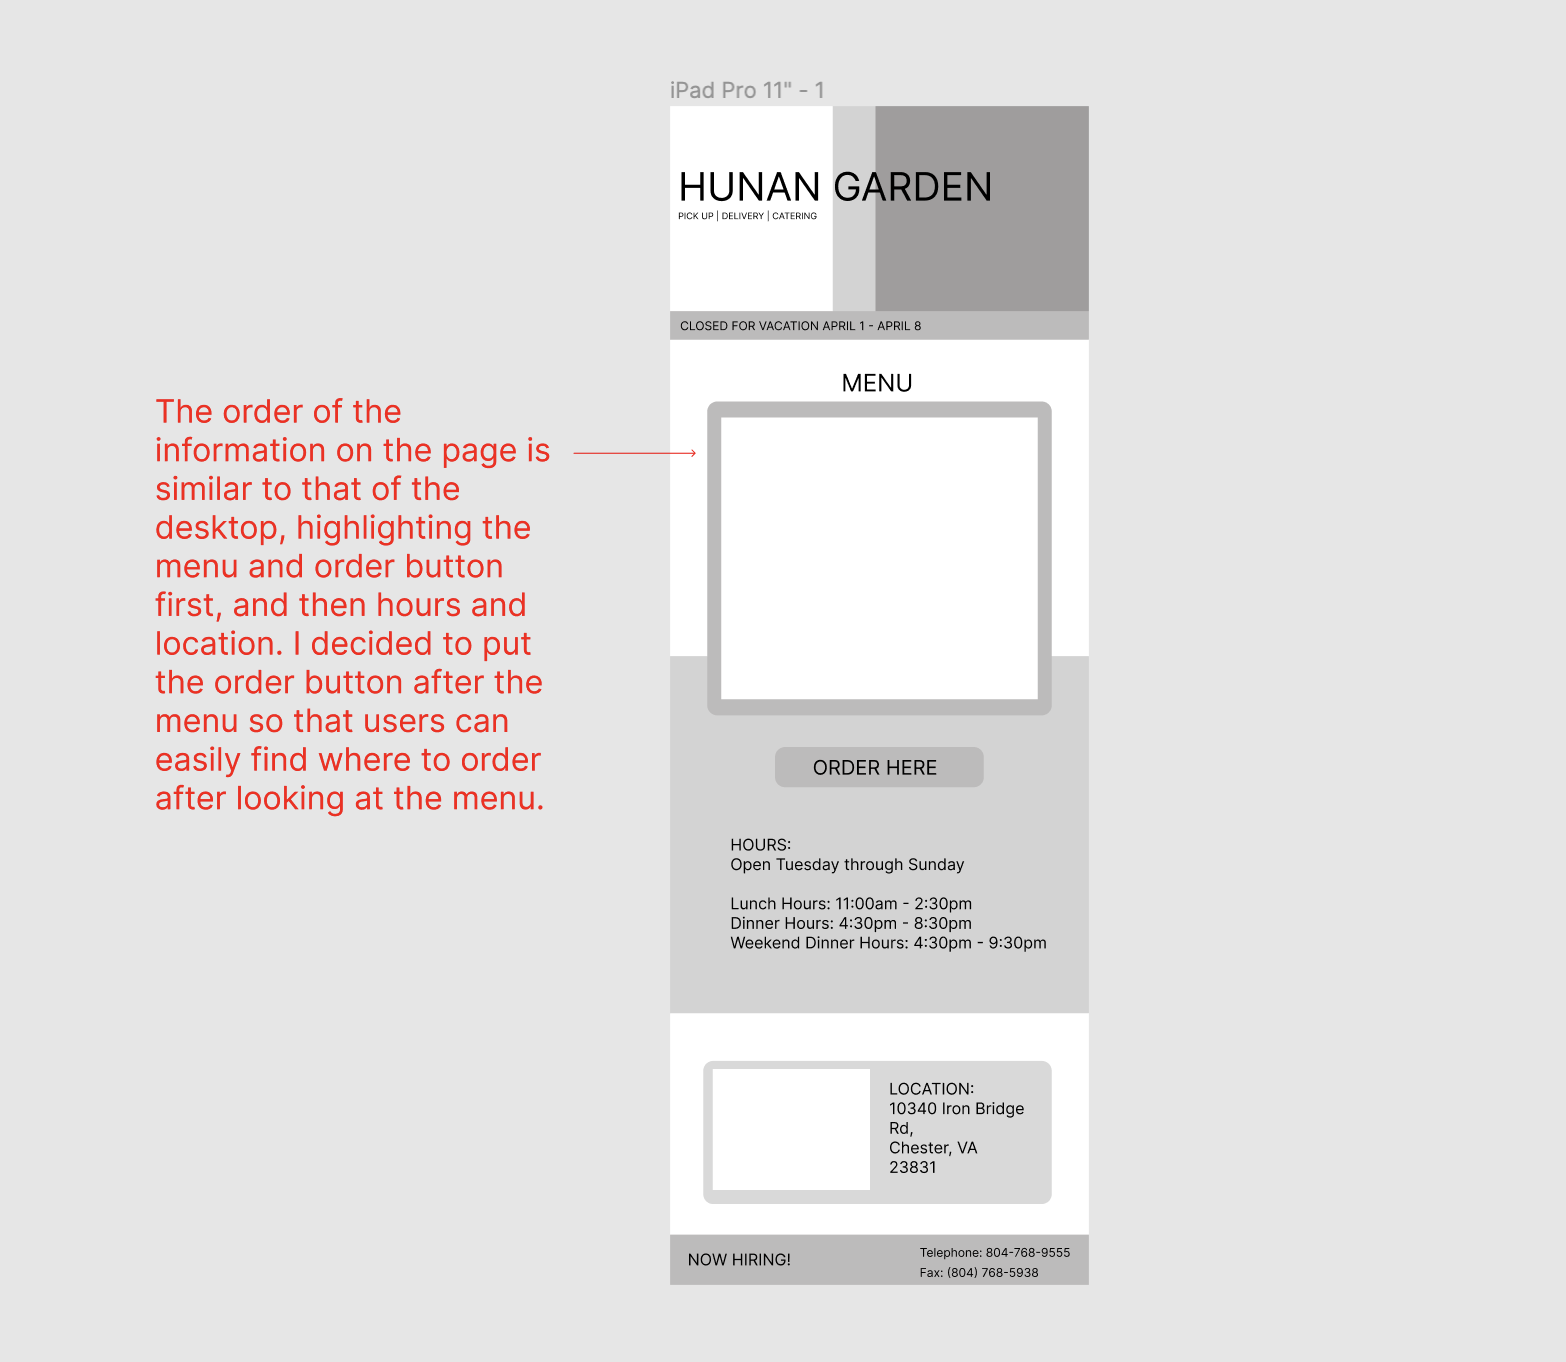 iPad Pro 11" - 1
HUNAN GARDEN
PICK UP | DELIVERY | CATERING
CLOSED FOR VACATION APRIL 1 - APRIL 8
MENU
The order of the
information on the page is
similar to that of the
desktop, highlighting the
menu and order button
first, and then hours and
location. I decided to put
the order button after the
menu so that users can
easily find where to order
after looking at the menu.
ORDER HERE
HOURS:
Open Tuesday through Sunday
Lunch Hours: 11:00am - 2:30pm
Dinner Hours: 4:30pm - 8:30pm
Weekend Dinner Hours: 4:30pm - 9:30pm
LOCATION:
10340 Iron Bridge
Rd,
Chester, VA
23831
NOW HIRING!
Telephone: 804-768-9555
Fax: (804) 768-5938